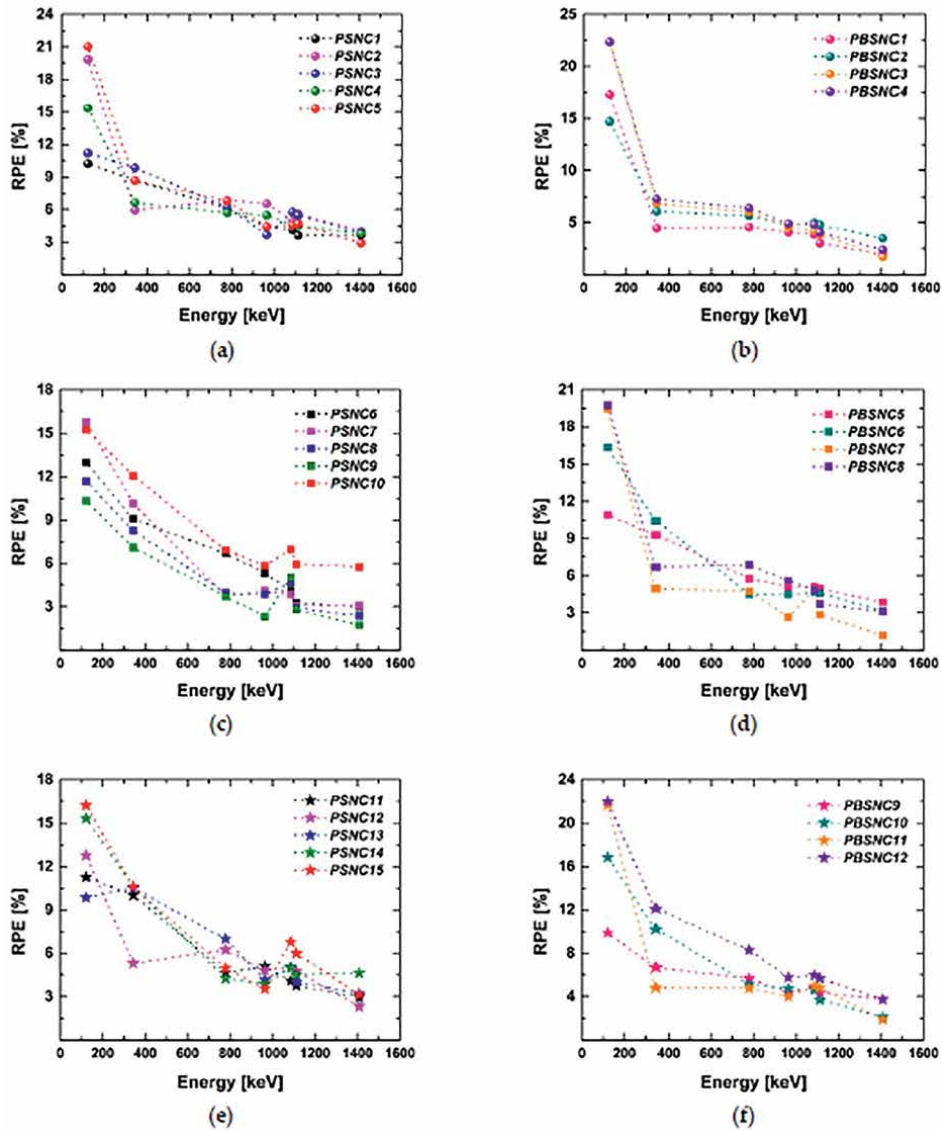 RPE [%]
21
18
15
12
9
6
3
PSNC1
PSNC2
PSNC3
PSNC4
PSNC5
0 200 400 600 800 1000 1200 1400 1600
Energy [keV]
(a)
RPE [%]
25
20
15
10
5
PBSNC1
PBSNC2
PBSNC3
PBSNC4
0 200 400 600 800 1000 1200 1400 1600
Energy [keV]
(b)
RPE [%]
18
15
12
9
6
3
PSNC6
PSNC7
PSNC8
PSNC9
PSNC10
0 200 400 600 800 1000 1200 1400 1600
Energy [keV]
(c)
RPE [%]
21
18
15
12
9
6
3
PBSNC5
PBSNC6
PBSNC7
PBSNC8
0 200 400 600 800 1000 1200 1400 1600
Energy [keV]
(d)
RPE [%]
18
15
12
9
6
3
PSNC11
PSNC12
PSNC13
PSNC14
PSNC15
0 200 400 600 800 1000 1200 1400 1600
Energy [keV]
(e)
RPE [%]
24
20
16
12
8
4
PBSNC9
PBSNC10
PBSNC11
PBSNC12
0 200 400 600 800 1000 1200 1400 1600
Energy [keV]
(f)